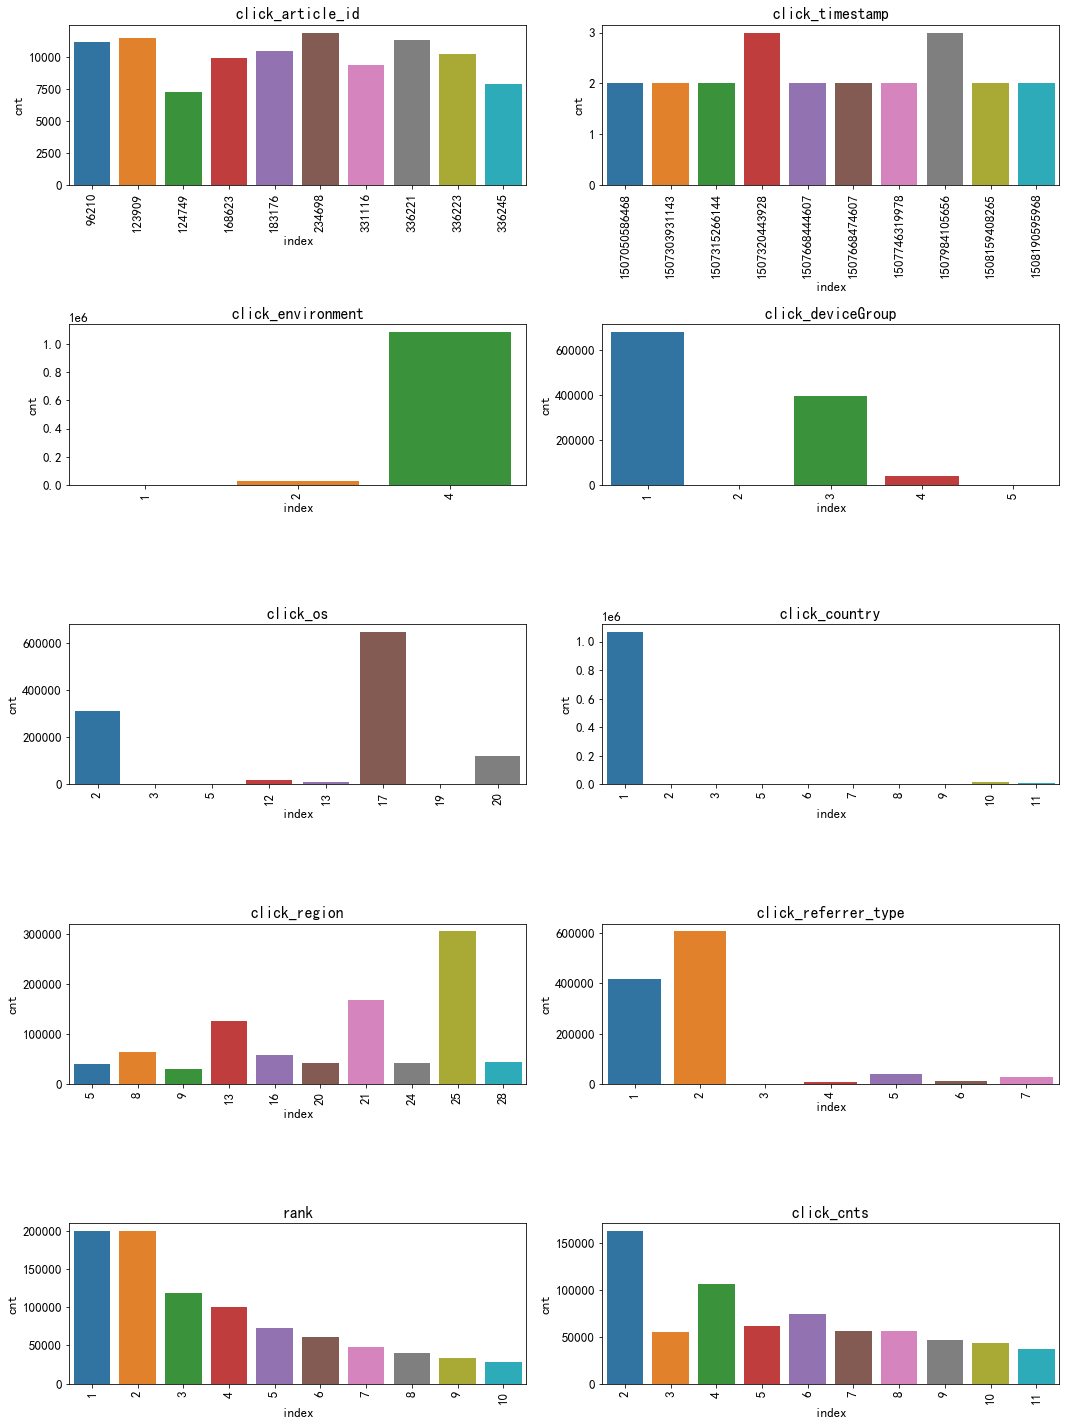 click_article_id
cnt
10000
7500
5000
2500
0
96210 123909 124749 168623 183176 234698 331116 336221 336223 336245
index
click_timestamp
cnt
3
2
1
0
1507050586468 1507303931143 1507315266144 1507320443928 1507668444607 1507668474607 1507746319978 1507984105656 1508159408265 1508190595968
index
click_environment
1e6
cnt
1.0
0.8
0.6
0.4
0.2
0.0
1 2 4
index
click_deviceGroup
cnt
600000
400000
200000
0
1 2 3 4 5
index
click_os
cnt
600000
400000
200000
0
2 3 5 12 13 17 19 20
index
click_country
1e6
cnt
1.0
0.8
0.6
0.4
0.2
0.0
1 2 3 5 6 7 8 9 10 11
index
click_region
cnt
300000
200000
100000
0
5 8 9 13 16 20 21 24 25 28
index
click_referrer_type
cnt
600000
400000
200000
0
1 2 3 4 5 6 7
index
rank
cnt
200000
150000
100000
50000
0
1 2 3 4 5 6 7 8 9 10
index
click_cnts
cnt
150000
100000
50000
0
2 3 4 5 6 7 8 9 10 11
index